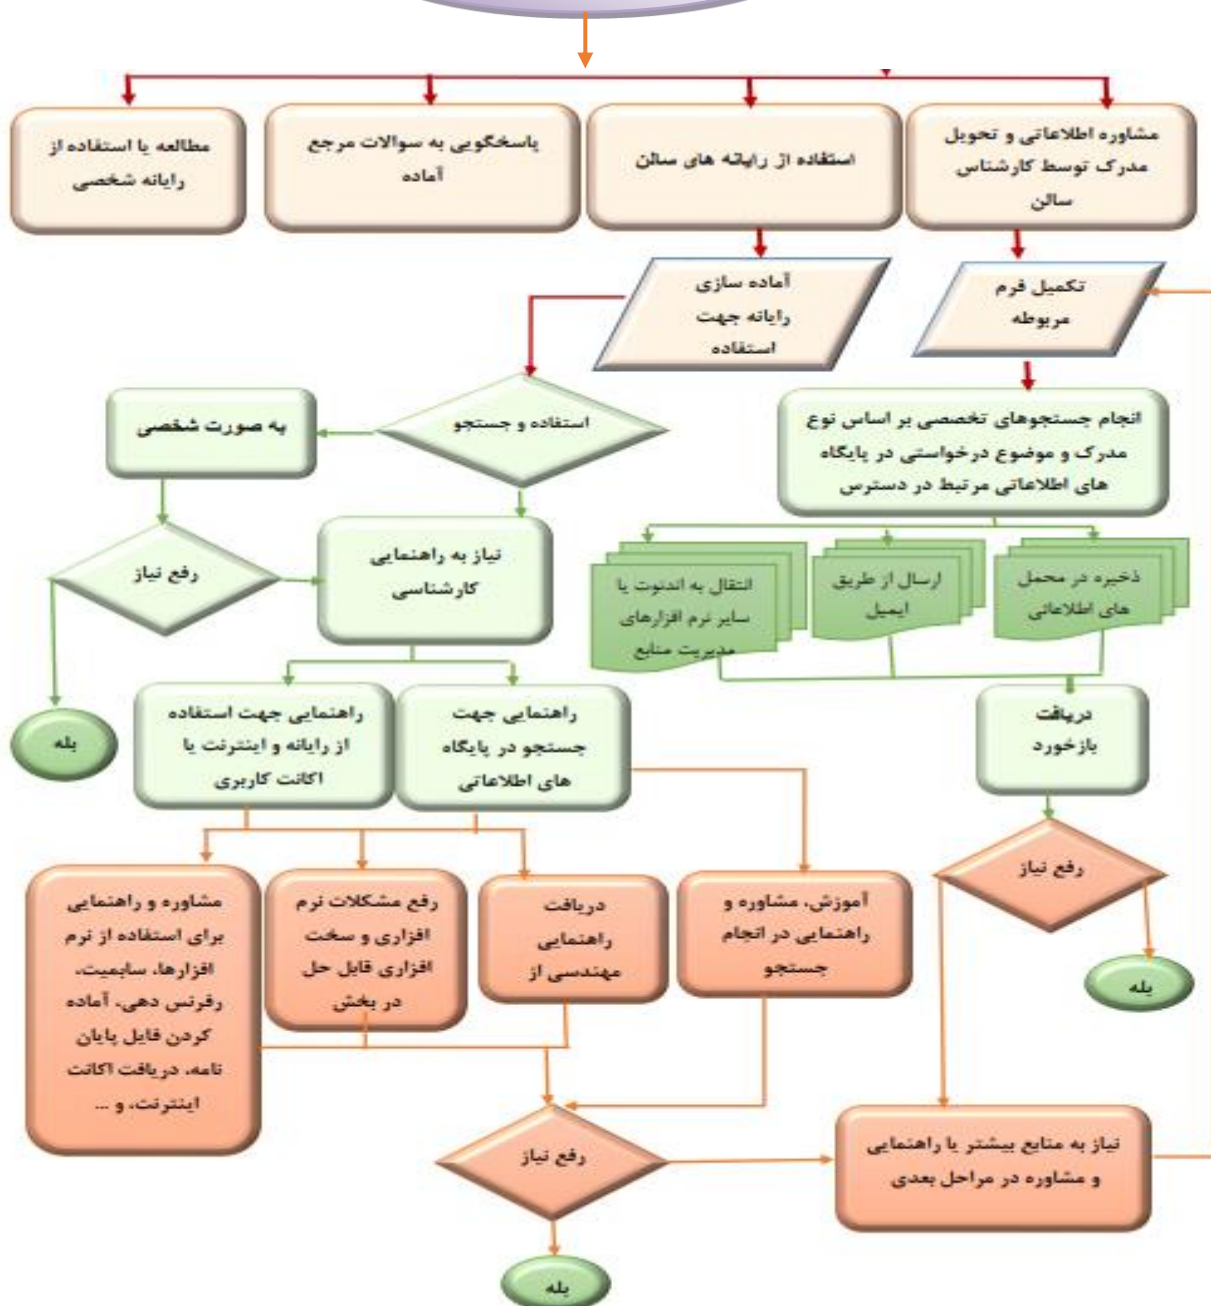 مشاوره اطلاعاتی و تحویل
مدرک توسط کارشناس
سالن
استفاده از رایانه های سالن
پاسخگویی به سوالات مرجع
آماده
مطالعه یا استفاده از
رایانه شخصی
تکمیل فرم
مربوطه
آماده سازی
رایانه جهت
استفاده
انجام جستجوهای تخصصی بر اساس نوع
مدرک و موضوع درخواستی در پایگاه
های اطلاعاتی مرتبط در دسترس
استفاده و جستجو
به صورت شخصی
نیاز به راهنمایی
کارشناسی
رفع نیاز
ذخیره در محمل
های اطلاعاتی
ارسال از طریق
ایمیل
انتقال به اندنوت یا
سایر نرم افزارهای
مدیریت منابع
دریافت
بازخورد
راهنمایی جهت
جستجو در پایگاه
های اطلاعاتی
راهنمایی جهت استفاده
از رایانه و اینترنت یا
اکانت کاربری
بله
رفع نیاز
آموزش، مشاوره و
راهنمایی در انجام
جستجو
دریافت
راهنمایی
مهندسی از
رفع مشکلات نرم
افزاری و سخت
افزاری قابل حل
در بخش
مشاوره و راهنمایی
برای استفاده از نرم
افزارها، سابمیت،
رفرنس دهی، آماده
کردن فایل پایان
نامه، دریافت اکانت
اینترنت، و ...
بله
نیاز به منابع بیشتر یا راهنمایی
و مشاوره در مراحل بعدی
رفع نیاز
بله